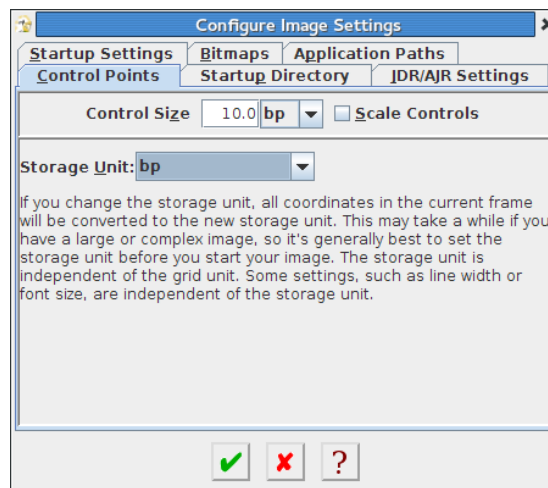 Configure Image Settings
Startup Settings Bitmaps Application Paths
Control Points Startup Directory JDR/AJR Settings
Control Size 10.0 bp Scale Controls
Storage Unit: bp
If you change the storage unit, all coordinates in the current frame
will be converted to the new storage unit. This may take a while if you
have a large or complex image, so it's generally best to set the
storage unit before you start your image. The storage unit is
independent of the grid unit. Some settings, such as line width or
font size, are independent of the storage unit.
?